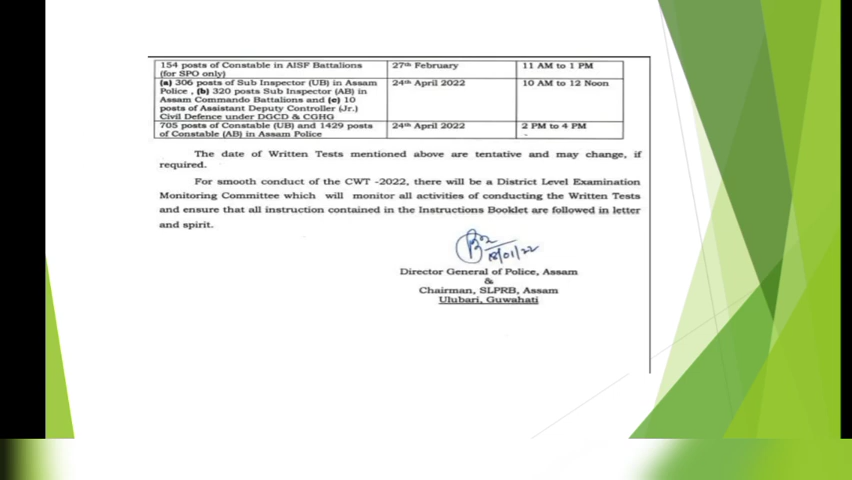 154 posts of Constable in AISF Battalions (for SPO only) 27th February 11 AM to 1 PM
(a) 306 posts of Sub Inspector (UB) in Assam 24th April 2022 10 AM to 12 Noon
Police , (b) 320 posts Sub Inspector (AB) in
Assam Commando Battalions and (c) 10
posts of Assistant Deputy Controller (Jr.)
Civil Defence under DGCD & CGHG
705 posts of Constable (UB) and 1429 posts 24th April 2022 2 PM to 4 PM
of Constable (AB) in Assam Police
The date of Written Tests mentioned above are tentative and may change, if
required.
For smooth conduct of the CWT -2022, there will be a District Level Examination
Monitoring Committee which will monitor all activities of conducting the Written Tests
and ensure that all instruction contained in the Instructions Booklet are followed in letter
and spirit.
18/01/22
Director General of Police, Assam
&
Chairman, SLPRB, Assam
Ulubari, Guwahati